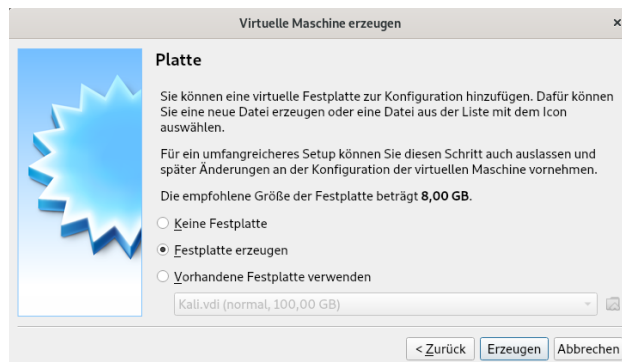 Virtuelle Maschine erzeugen
Platte
Sie können eine virtuelle Festplatte zur Konfiguration hinzufügen. Dafür können
Sie eine neue Datei erzeugen oder eine Datei aus der Liste mit dem Icon
auswählen.
Für ein umfangreicheres Setup können Sie diesen Schritt auch auslassen und
später Änderungen an der Konfiguration der virtuellen Maschine vornehmen.
Die empfohlene Größe der Festplatte beträgt 8,00 GB.
Keine Festplatte
Festplatte erzeugen
Vorhandene Festplatte verwenden
Kali.vdi (normal, 100,00 GB)
< Zurück Erzeugen Abbrechen